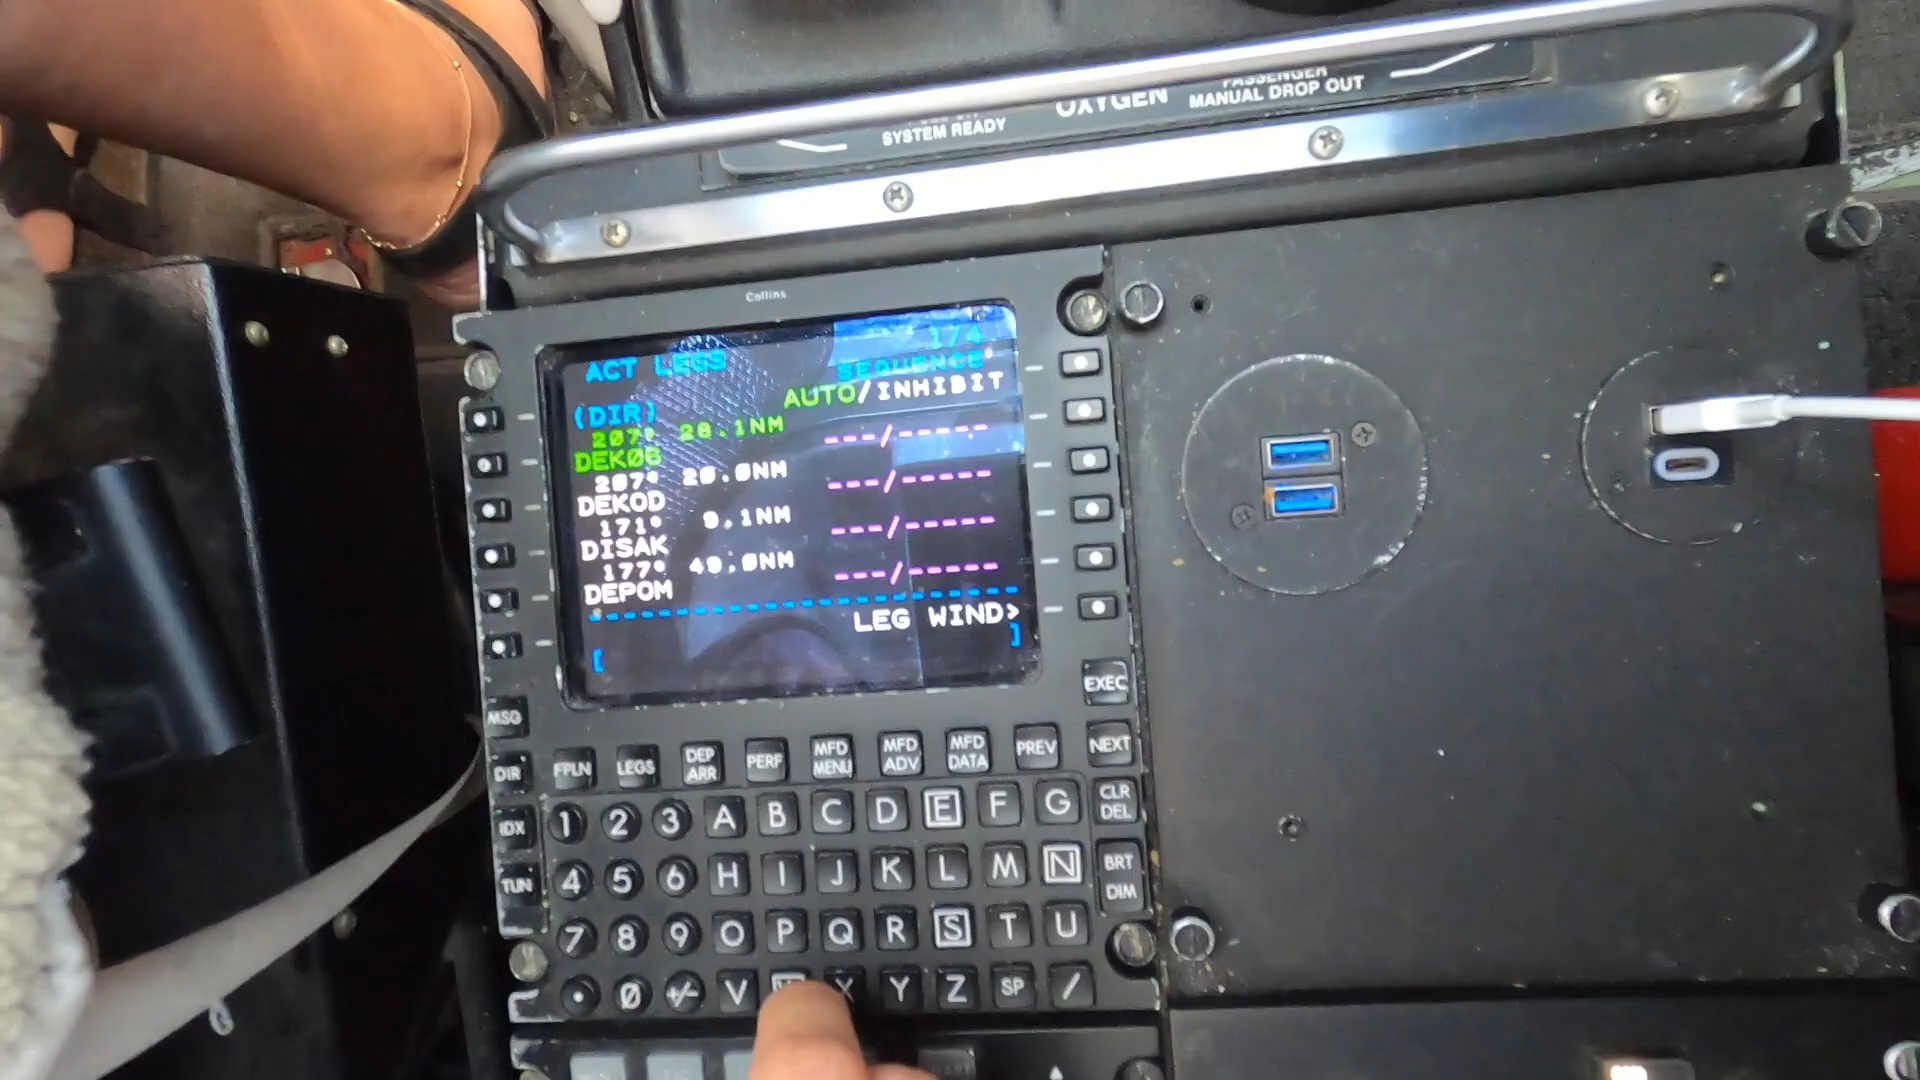 OXYGEN
PASSENGER
MANUAL DROP OUT
SYSTEM READY
Collins
ACT LEGS 1/4
SEQUENCE
(DIR) AUTO/INHIBIT
207° 28.1NM
---/-----
207° 20.0NM
DEKOD ---/-----
171° 9.1NM
DISAK ---/-----
177° 49.0NM
DEPOM ---/-----
LEG WIND>
[ ]
EXEC
MSG
DIR FPLN LEGS DEP ARR PERF MFD MENU MFD ADV MFD DATA PREV NEXT
IDX 1 2 3 A B C D E F G CLR DEL
TUN 4 5 6 H I J K L M N BRT DIM
7 8 9 O P Q R S T U
. 0 +/- V X Y Z SP /